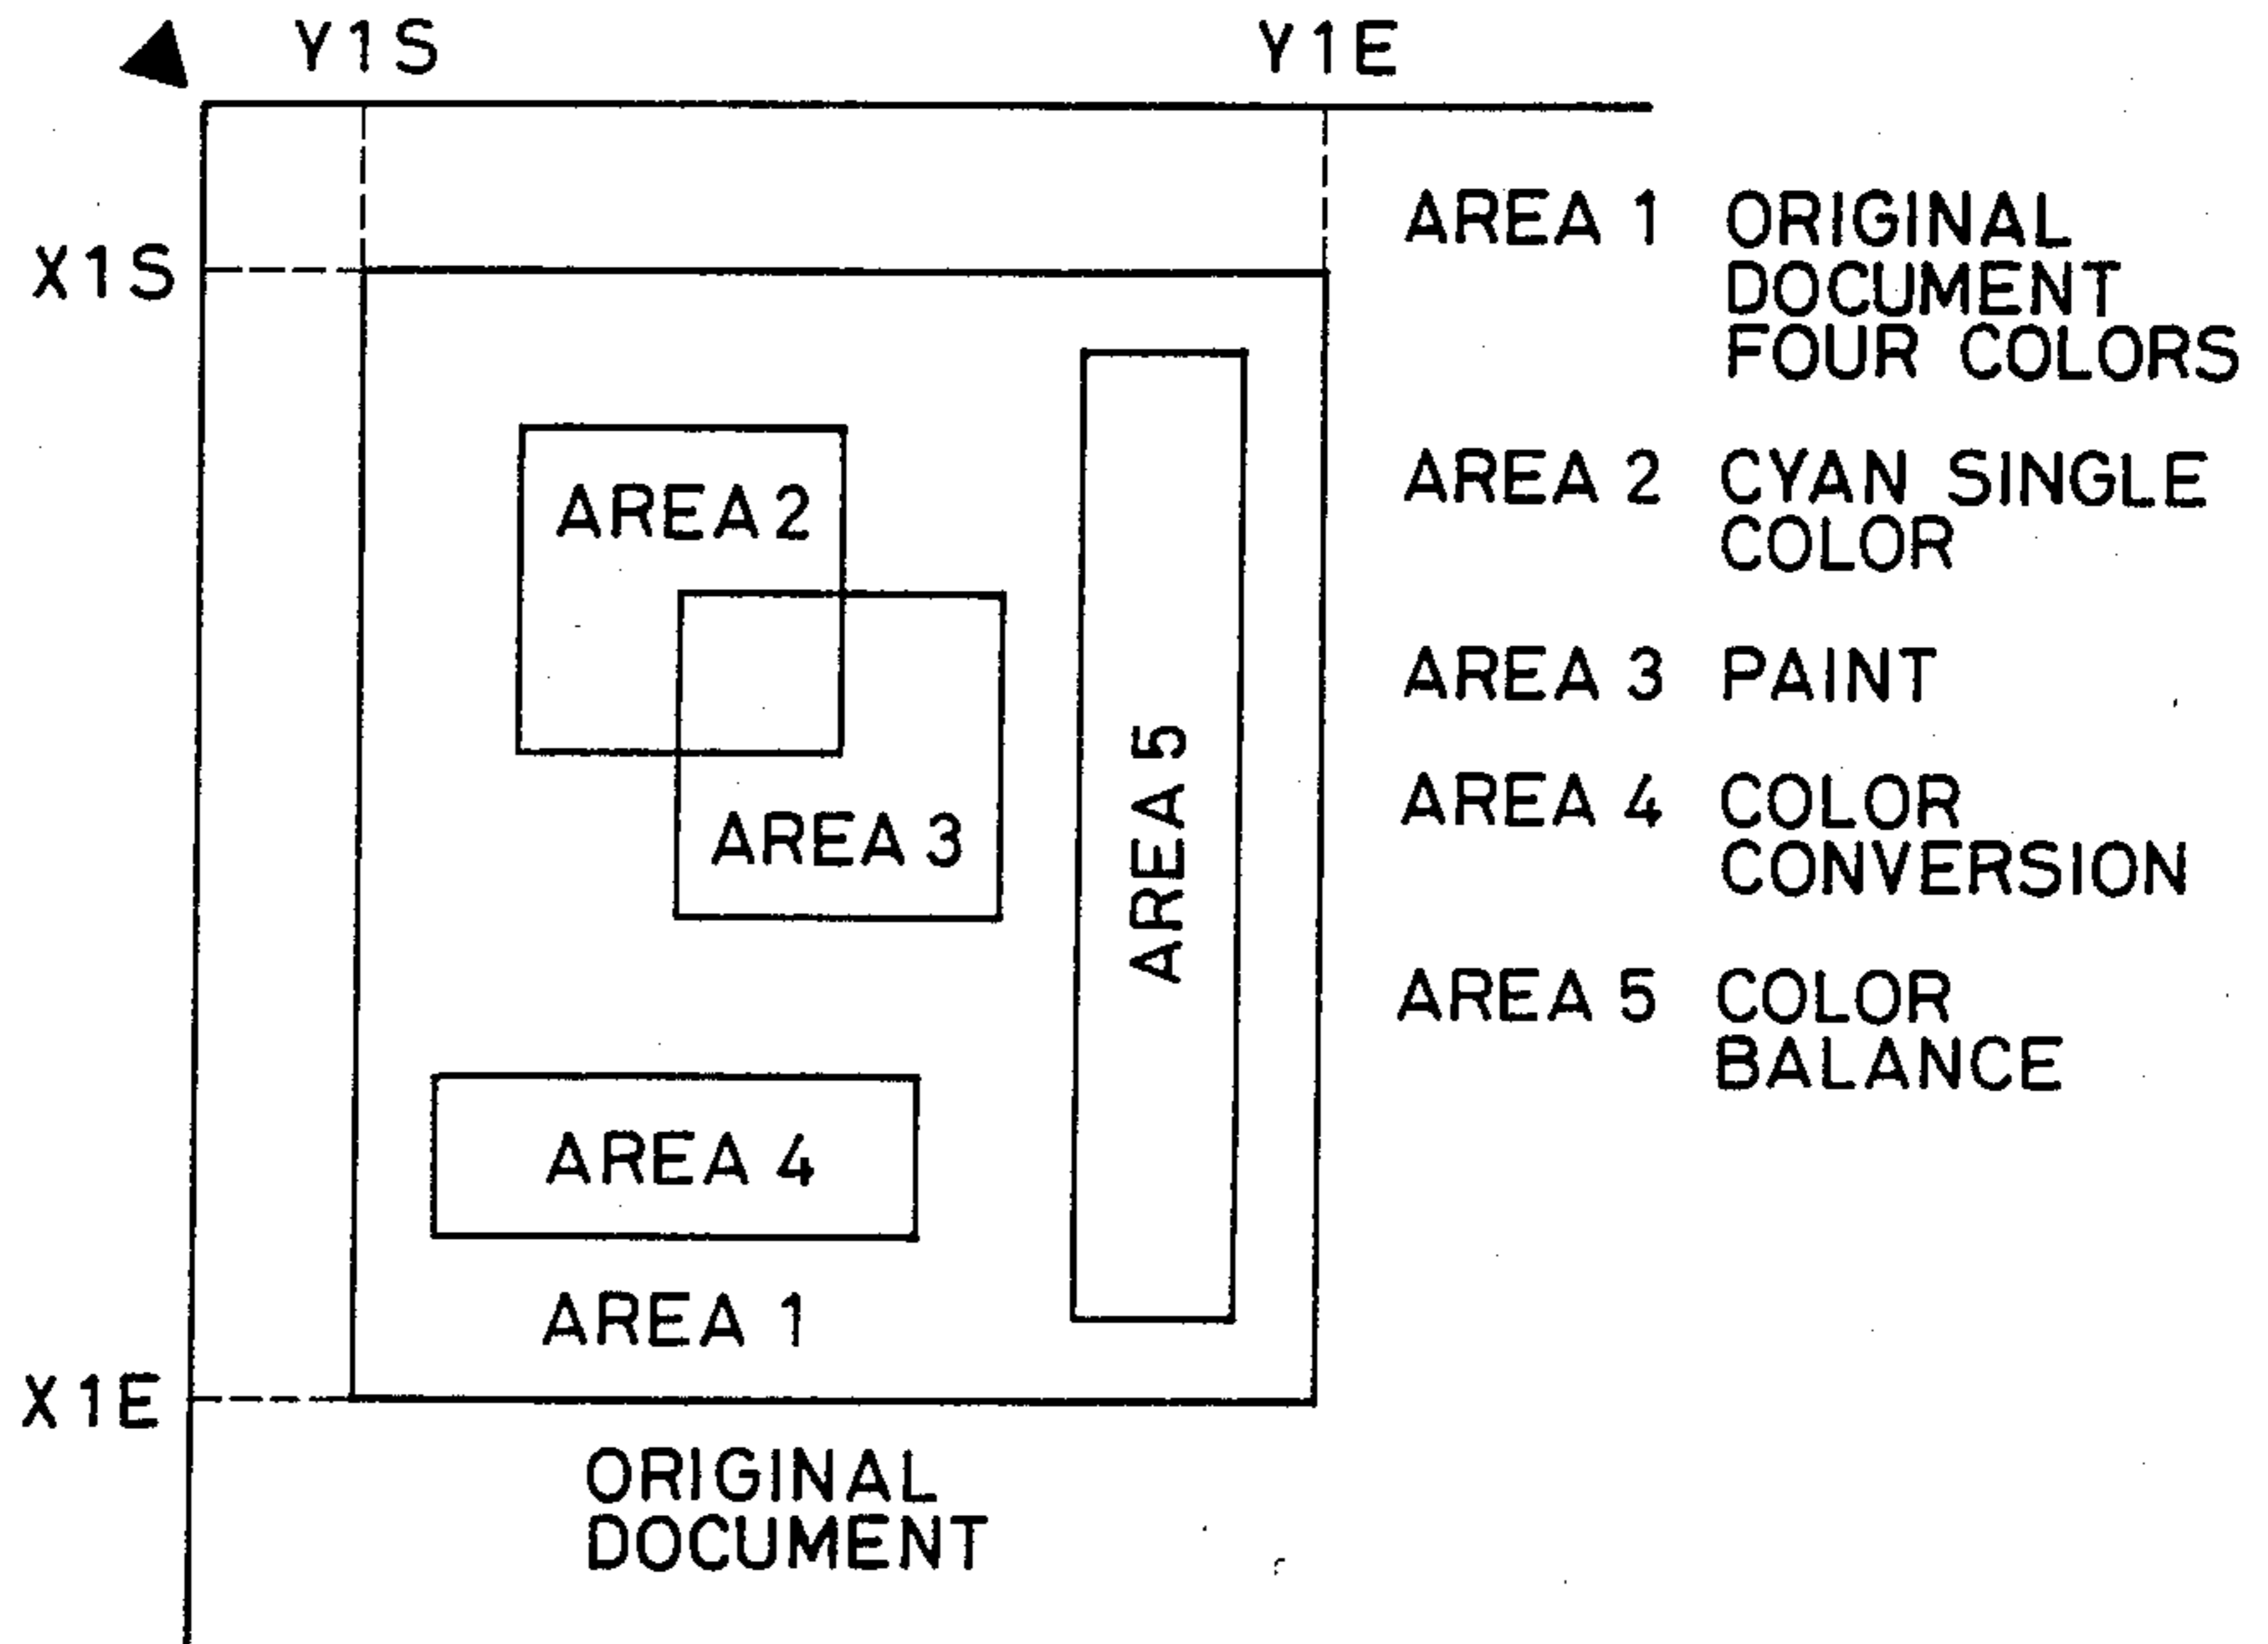 Y1S
Y1E
X1S
AREA 2
AREA 3
AREA 5
AREA 4
AREA 1
X1E
ORIGINAL
DOCUMENT
AREA 1 ORIGINAL
DOCUMENT
FOUR COLORS
AREA 2 CYAN SINGLE
COLOR
AREA 3 PAINT
AREA 4 COLOR
CONVERSION
AREA 5 COLOR
BALANCE